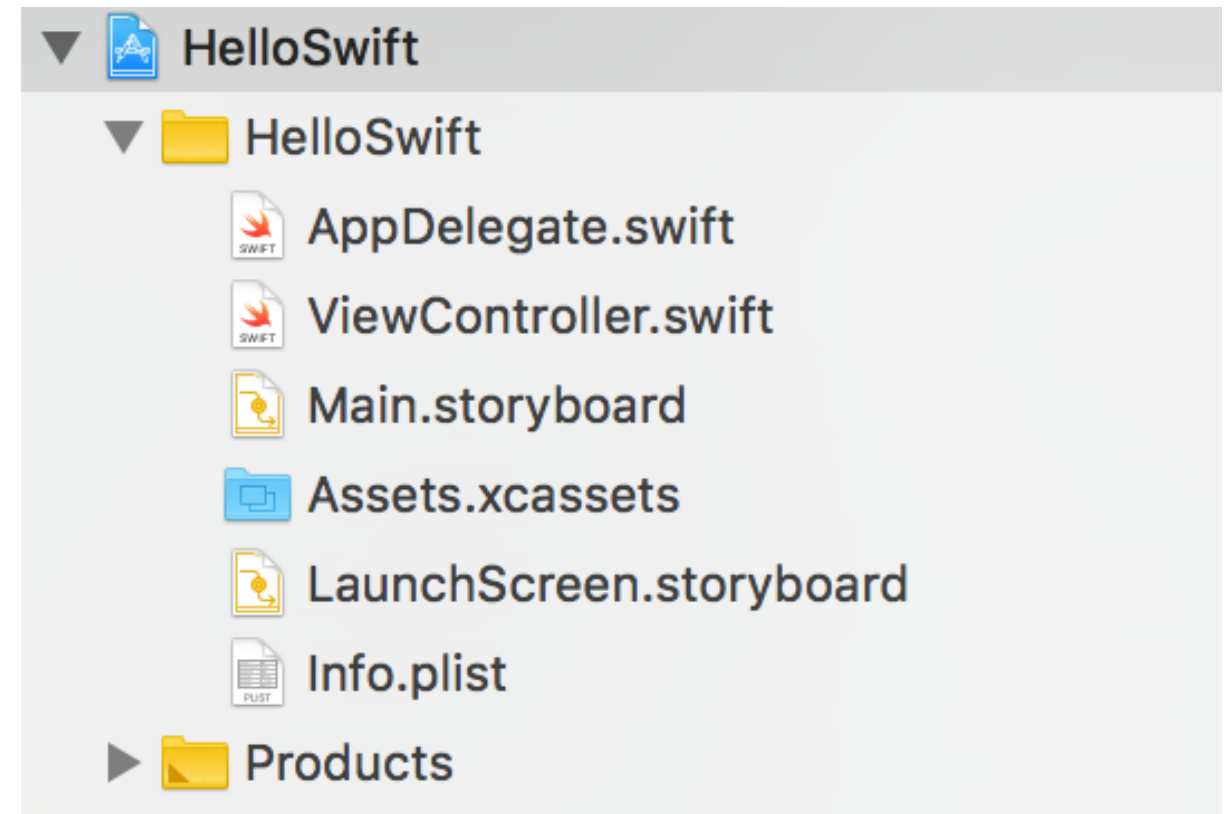 HelloSwift
HelloSwift
SWIFT AppDelegate.swift
SWIFT ViewController.swift
Main.storyboard
Assets.xcassets
LaunchScreen.storyboard
PLIST Info.plist
Products